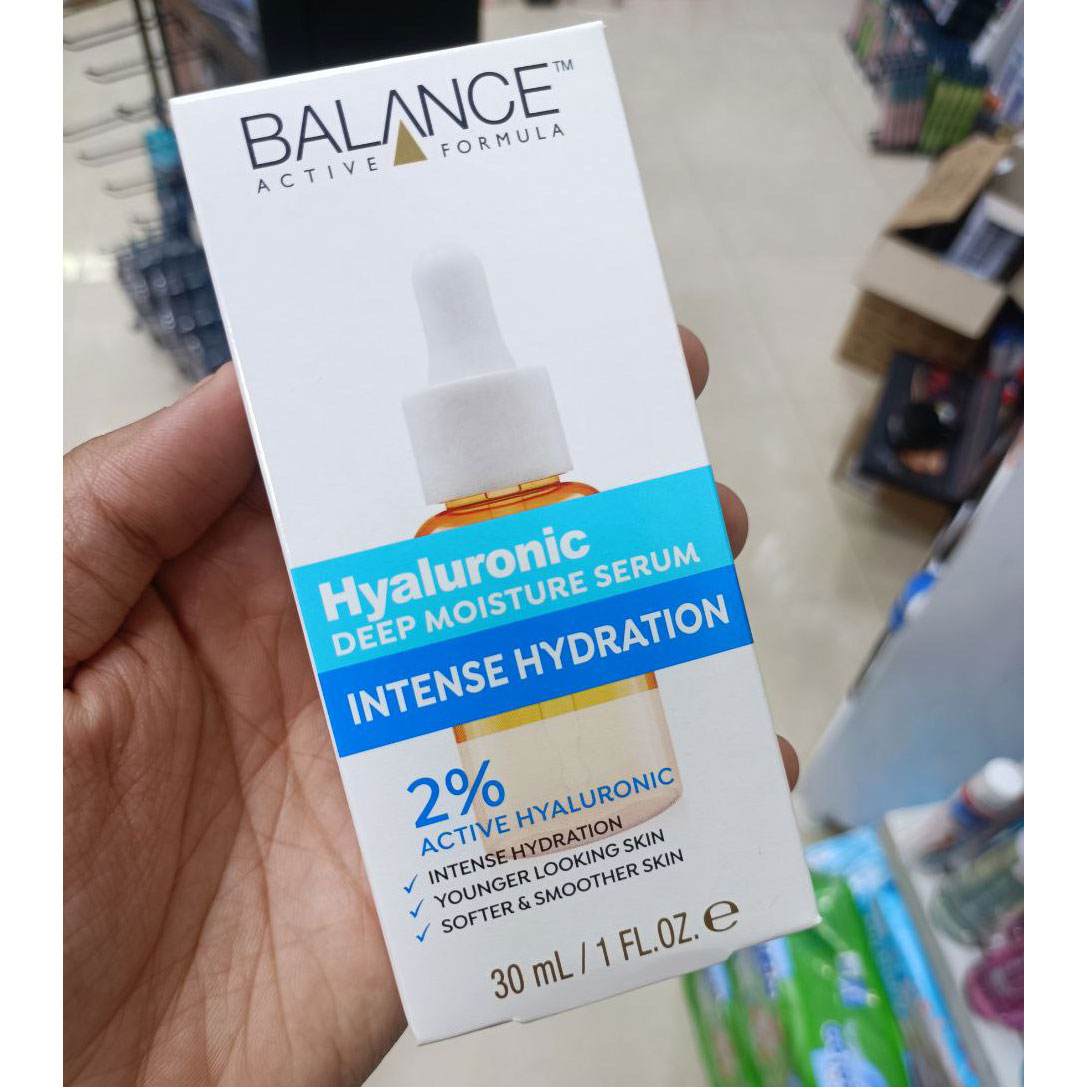 BALANCE™
ACTIVE FORMULA
Hyaluronic
DEEP MOISTURE SERUM
INTENSE HYDRATION
2%
ACTIVE HYALURONIC
✓ INTENSE HYDRATION
✓ YOUNGER LOOKING SKIN
✓ SOFTER & SMOOTHER SKIN
30 mL / 1 FL.OZ. ℮